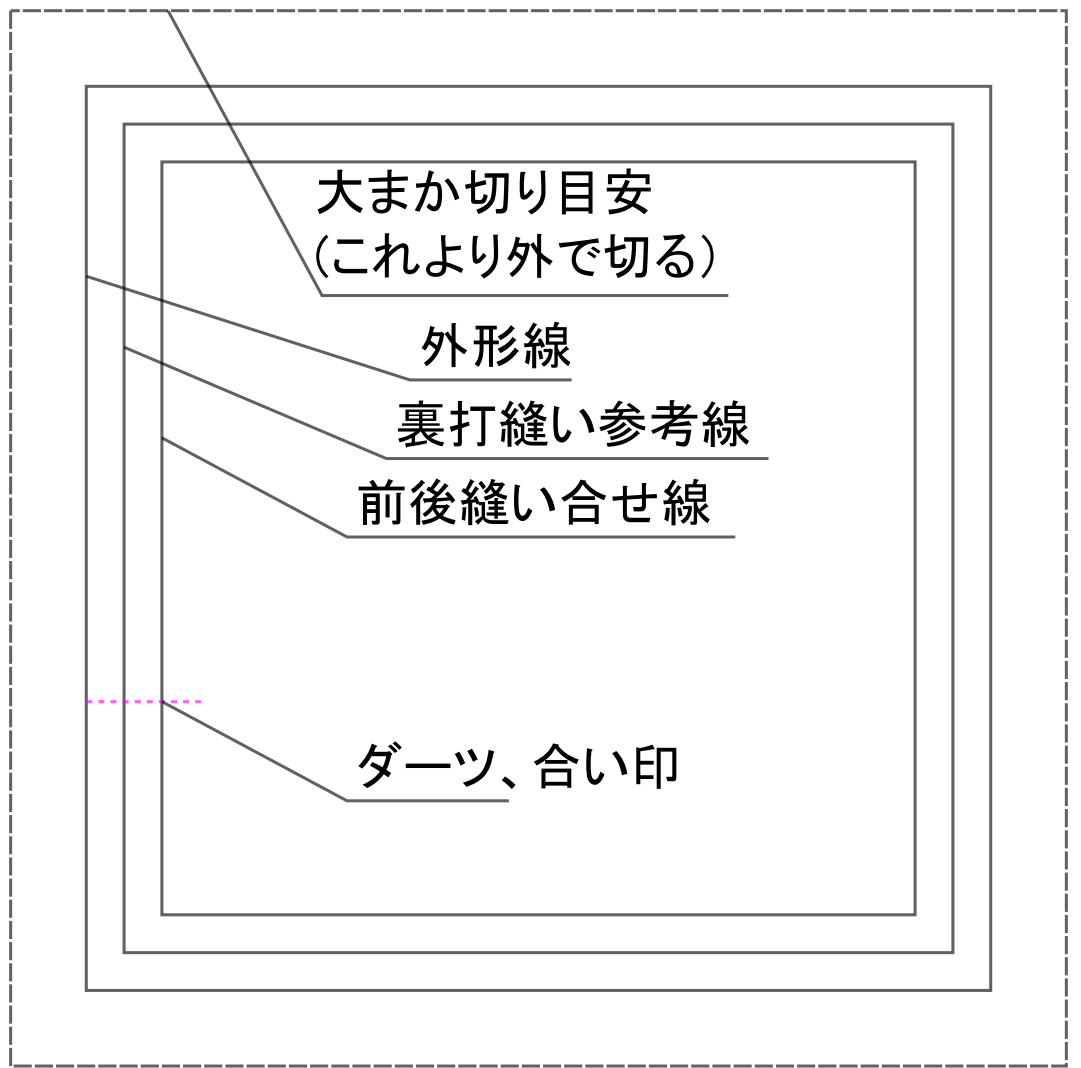 大まか切り目安
(これより外で切る)
外形線
裏打縫い参考線
前後縫い合せ線
ダーツ、合い印